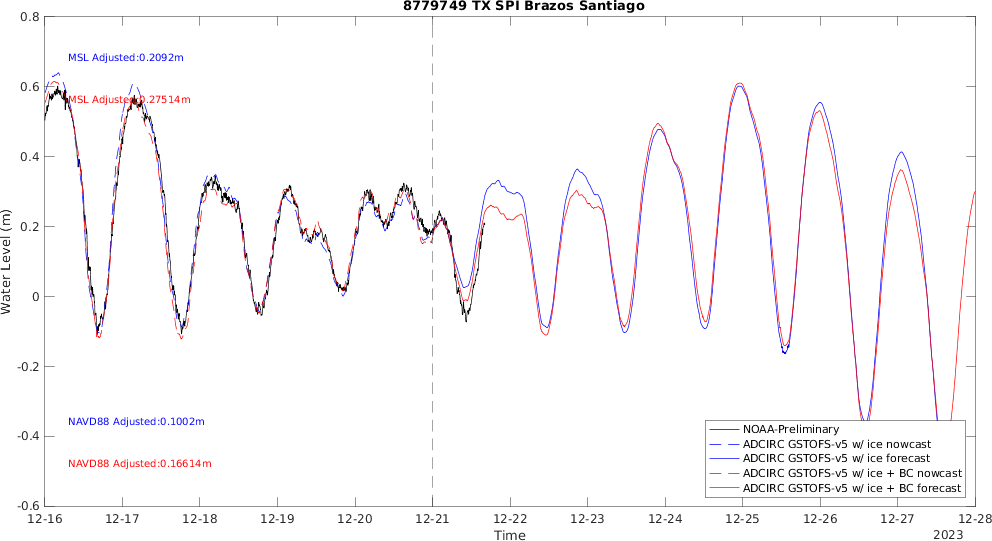 8779749 TX SPI Brazos Santiago
0.8
0.6
0.4
0.2
0
-0.2
-0.4
-0.6
Water Level (m)
MSL Adjusted:0.2092m
MSL Adjusted:0.27514m
NAVD88 Adjusted:0.1002m
NAVD88 Adjusted:0.16614m
NOAA-Preliminary
ADCIRC GSTOFS-v5 w/ ice nowcast
ADCIRC GSTOFS-v5 w/ ice forecast
ADCIRC GSTOFS-v5 w/ ice + BC nowcast
ADCIRC GSTOFS-v5 w/ ice + BC forecast
12-16 12-17 12-18 12-19 12-20 12-21 12-22 12-23 12-24 12-25 12-26 12-27 12-28
Time
2023